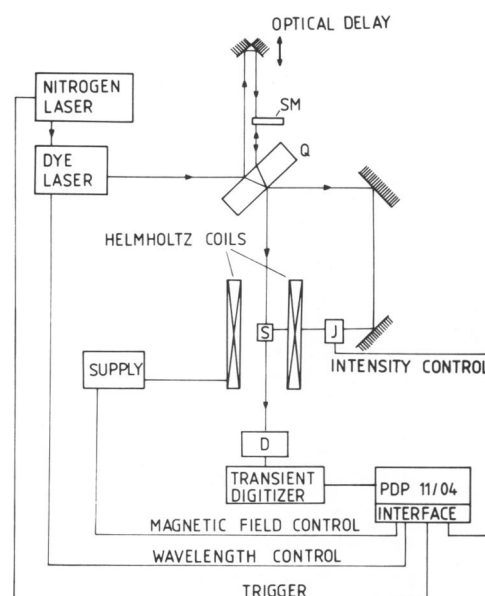 OPTICAL DELAY
NITROGEN
LASER
SM
DYE
LASER
Q
HELMHOLTZ COILS
S
J
SUPPLY
INTENSITY CONTROL
D
TRANSIENT
DIGITIZER
PDP 11/04
INTERFACE
MAGNETIC FIELD CONTROL
WAVELENGTH CONTROL
TRIGGER